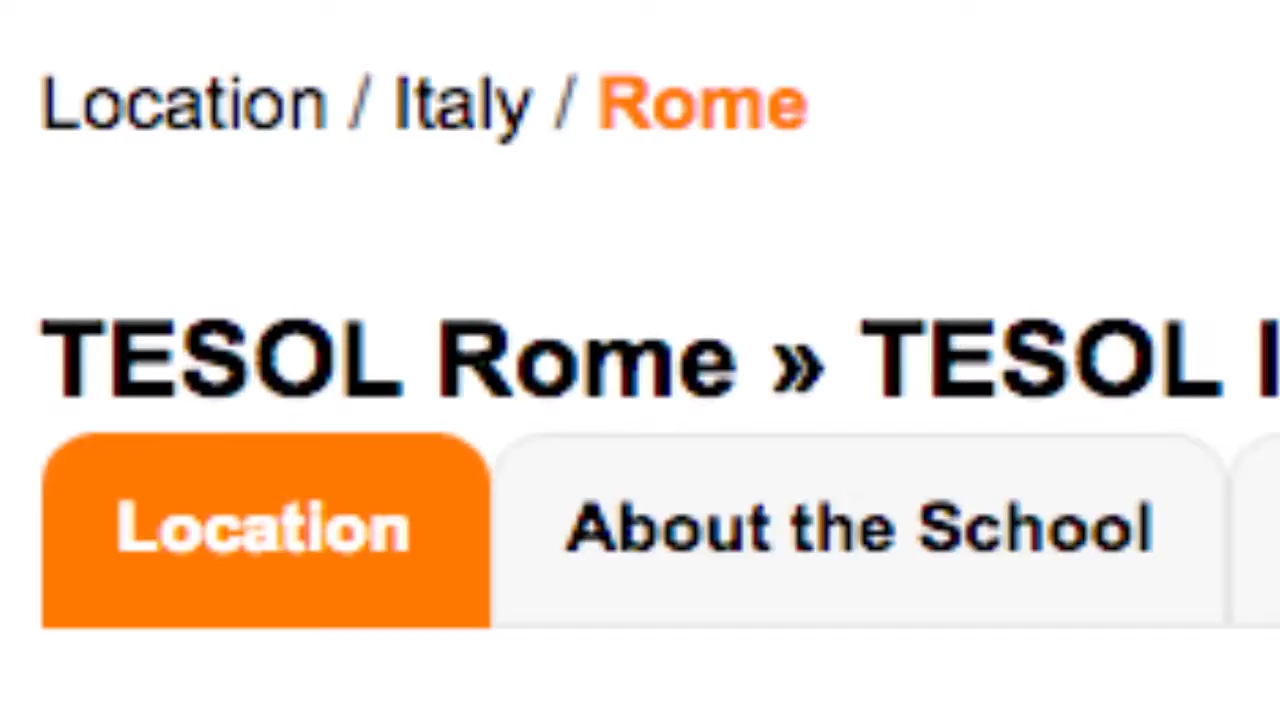 Location / Italy / Rome
TESOL Rome » TESOL
Location
About the School